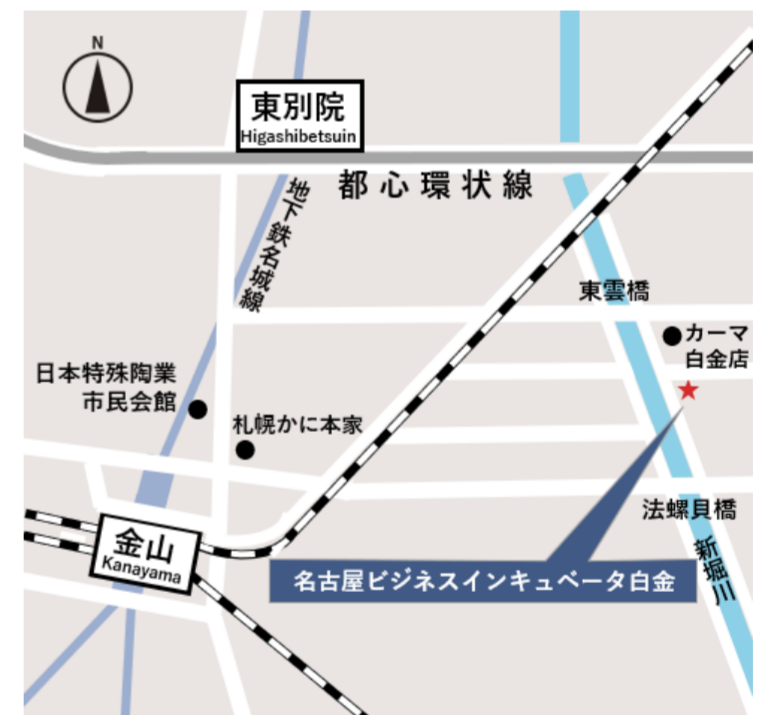 N
東別院
Higashibetsuin
都心環状線
地下鉄名城線
東雲橋
カーマ
白金店
日本特殊陶業
市民会館
札幌かに本家
法螺貝橋
金山
Kanayama
新堀川
名古屋ビジネスインキュベータ白金